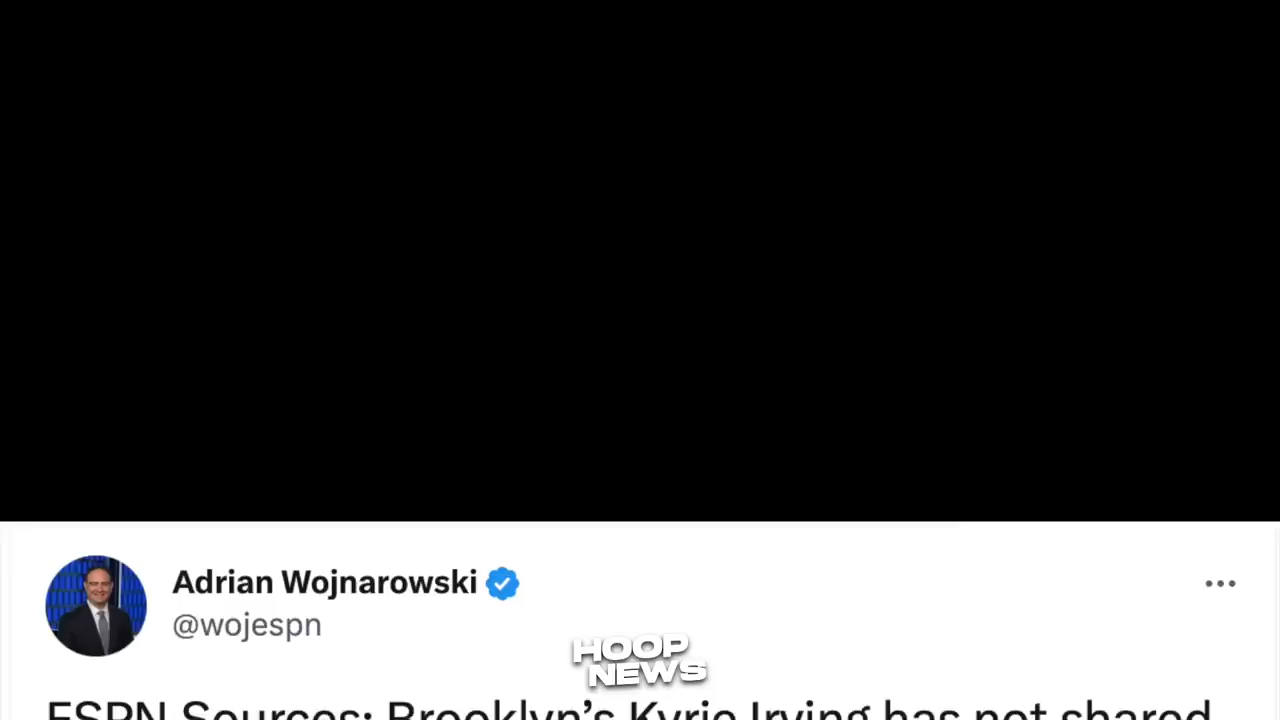 Adrian Wojnarowski
@wojespn
HOOP
NEWS
ESPN Sources: Brooklyn's Kyrie Irving has not shared